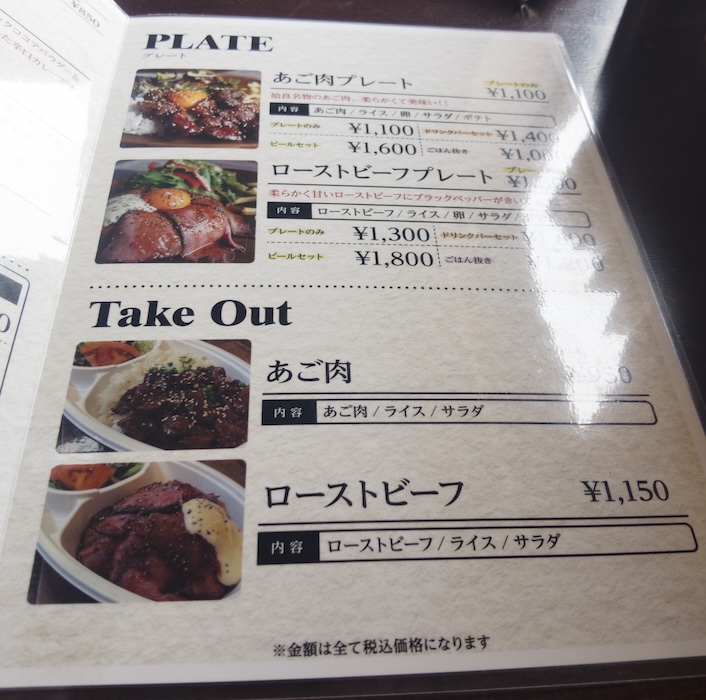 ¥850
PLATE
プレート
あご肉プレート
プレートのみ
¥1,100
姶良名物のあご肉、柔らかくて美味い!!
内容 あご肉 / ライス / 卵 / サラダ / ポテト
プレートのみ ¥1,100 ドリンクバーセット ¥1,400
ビールセット ¥1,600 ごはん抜き
ローストビーフプレート
柔らかく甘いローストビーフにブラックペッパーが
内容 ローストビーフ / ライス / 卵 / サラダ
プレートのみ ¥1,300 ドリンクバーセット
ビールセット ¥1,800 ごはん抜き
Take Out
あご肉
内容 あご肉 / ライス / サラダ
ローストビーフ ¥1,150
内容 ローストビーフ / ライス / サラダ
※金額は全て税込価格になります